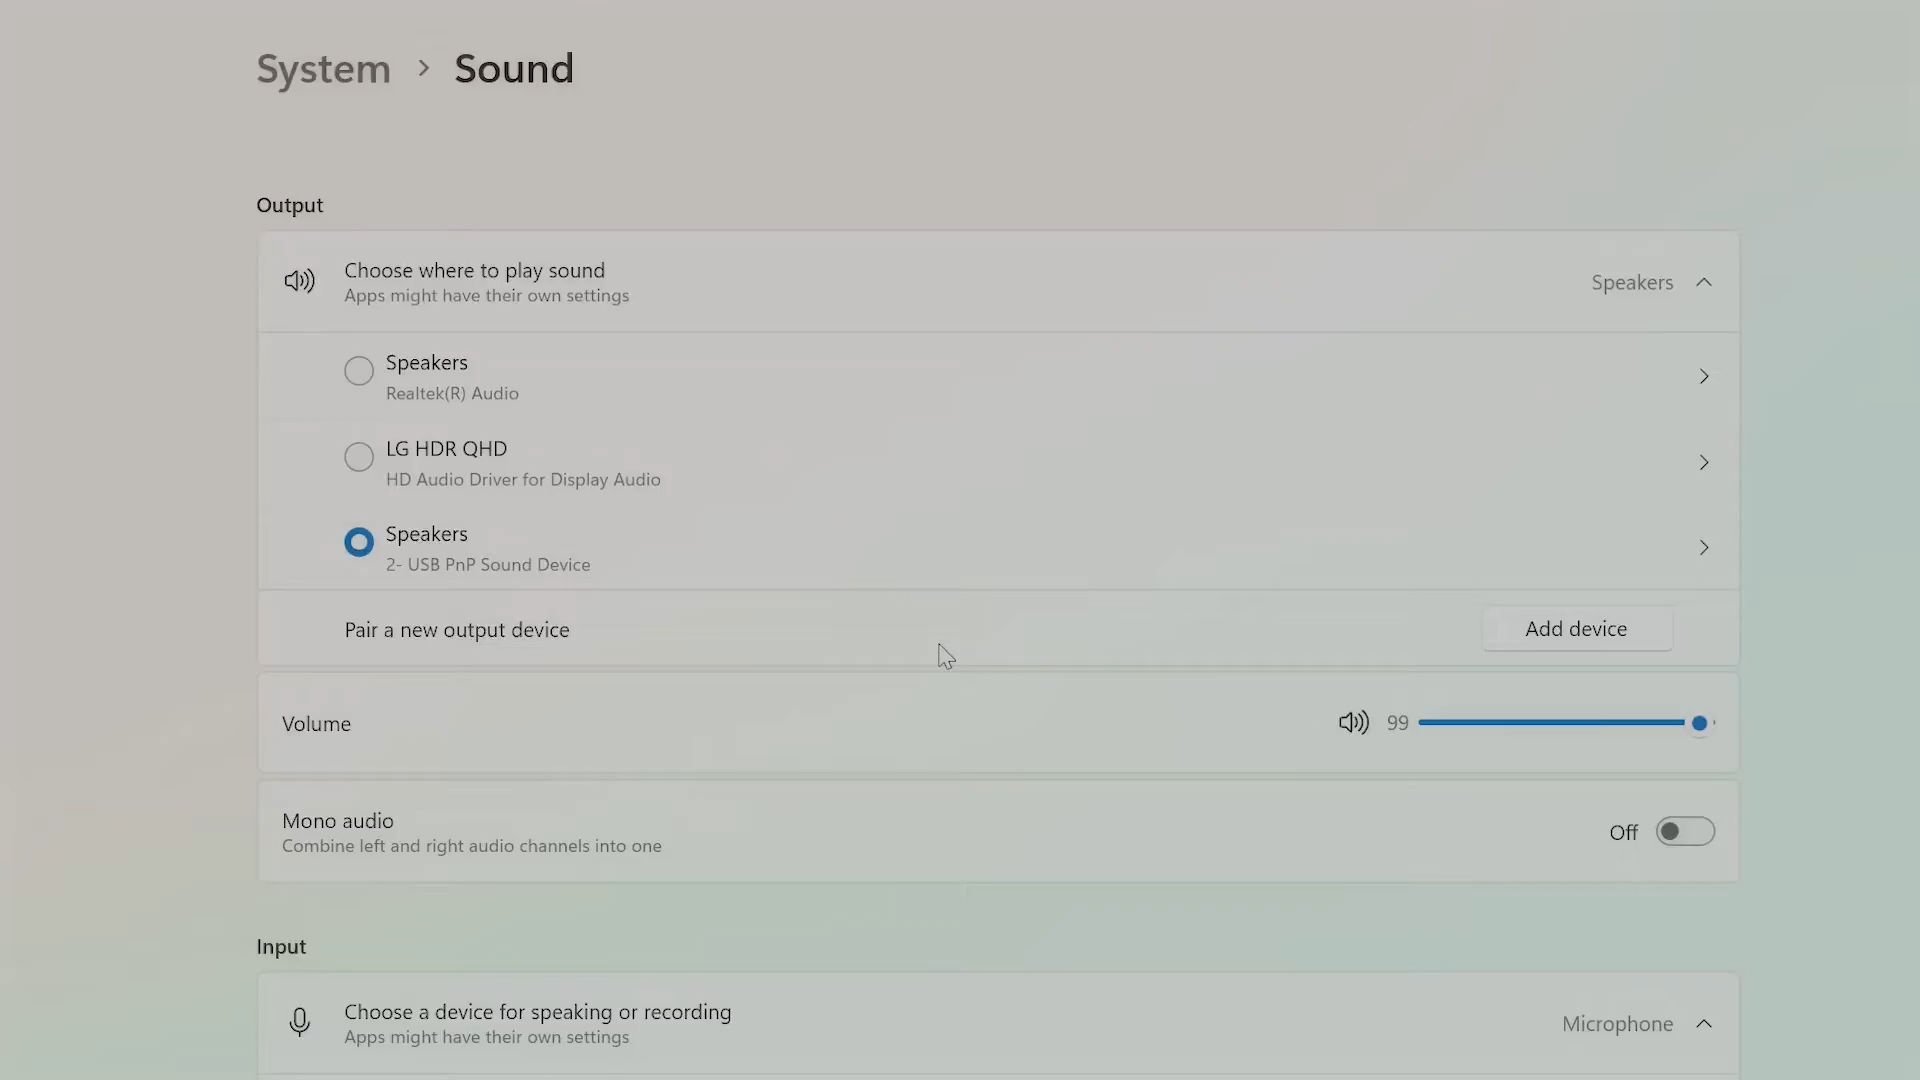 System > Sound
Output
Choose where to play sound
Apps might have their own settings
Speakers
Speakers
Realtek(R) Audio
LG HDR QHD
HD Audio Driver for Display Audio
Speakers
2- USB PnP Sound Device
Pair a new output device
Add device
Volume
99
Mono audio
Combine left and right audio channels into one
Off
Input
Choose a device for speaking or recording
Apps might have their own settings
Microphone